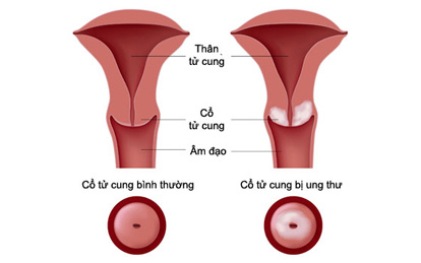 Thân
tử cung
Cổ
tử cung
Âm đạo
Cổ tử cung bình thường
Cổ tử cung bị ung thư